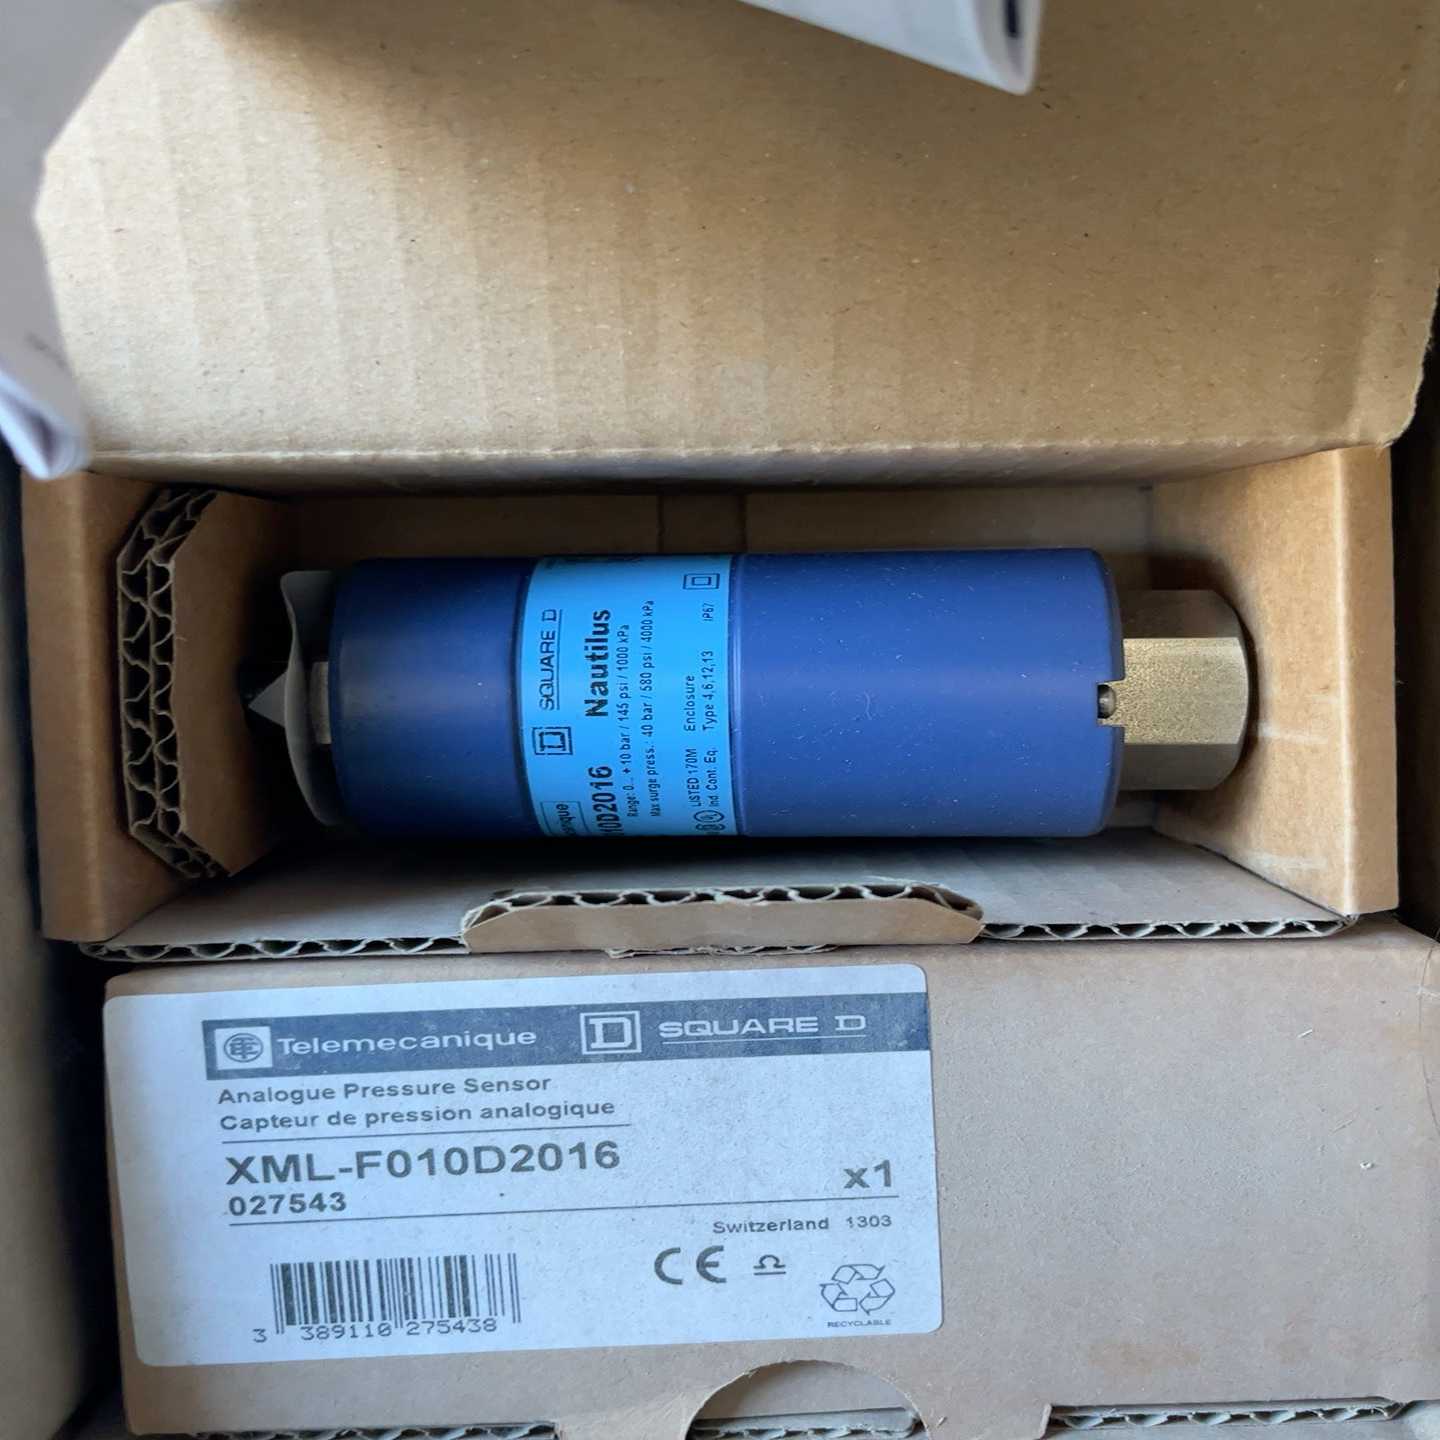 SQUARE D
Nautilus
10D2016
Range: 0... +10 bar / 145 psi / 1000 kPa
Max surge press.: 40 bar / 580 psi / 4000 kPa
LISTED 170M Enclosure
Ind. Cont. Eq. Type 4,6,12,13 IP67
Telemecanique D SQUARE D
Analogue Pressure Sensor
Capteur de pression analogique
XML-F010D2016
027543
x1
Switzerland 1303
CE
3 389110 275438
RECYCLABLE